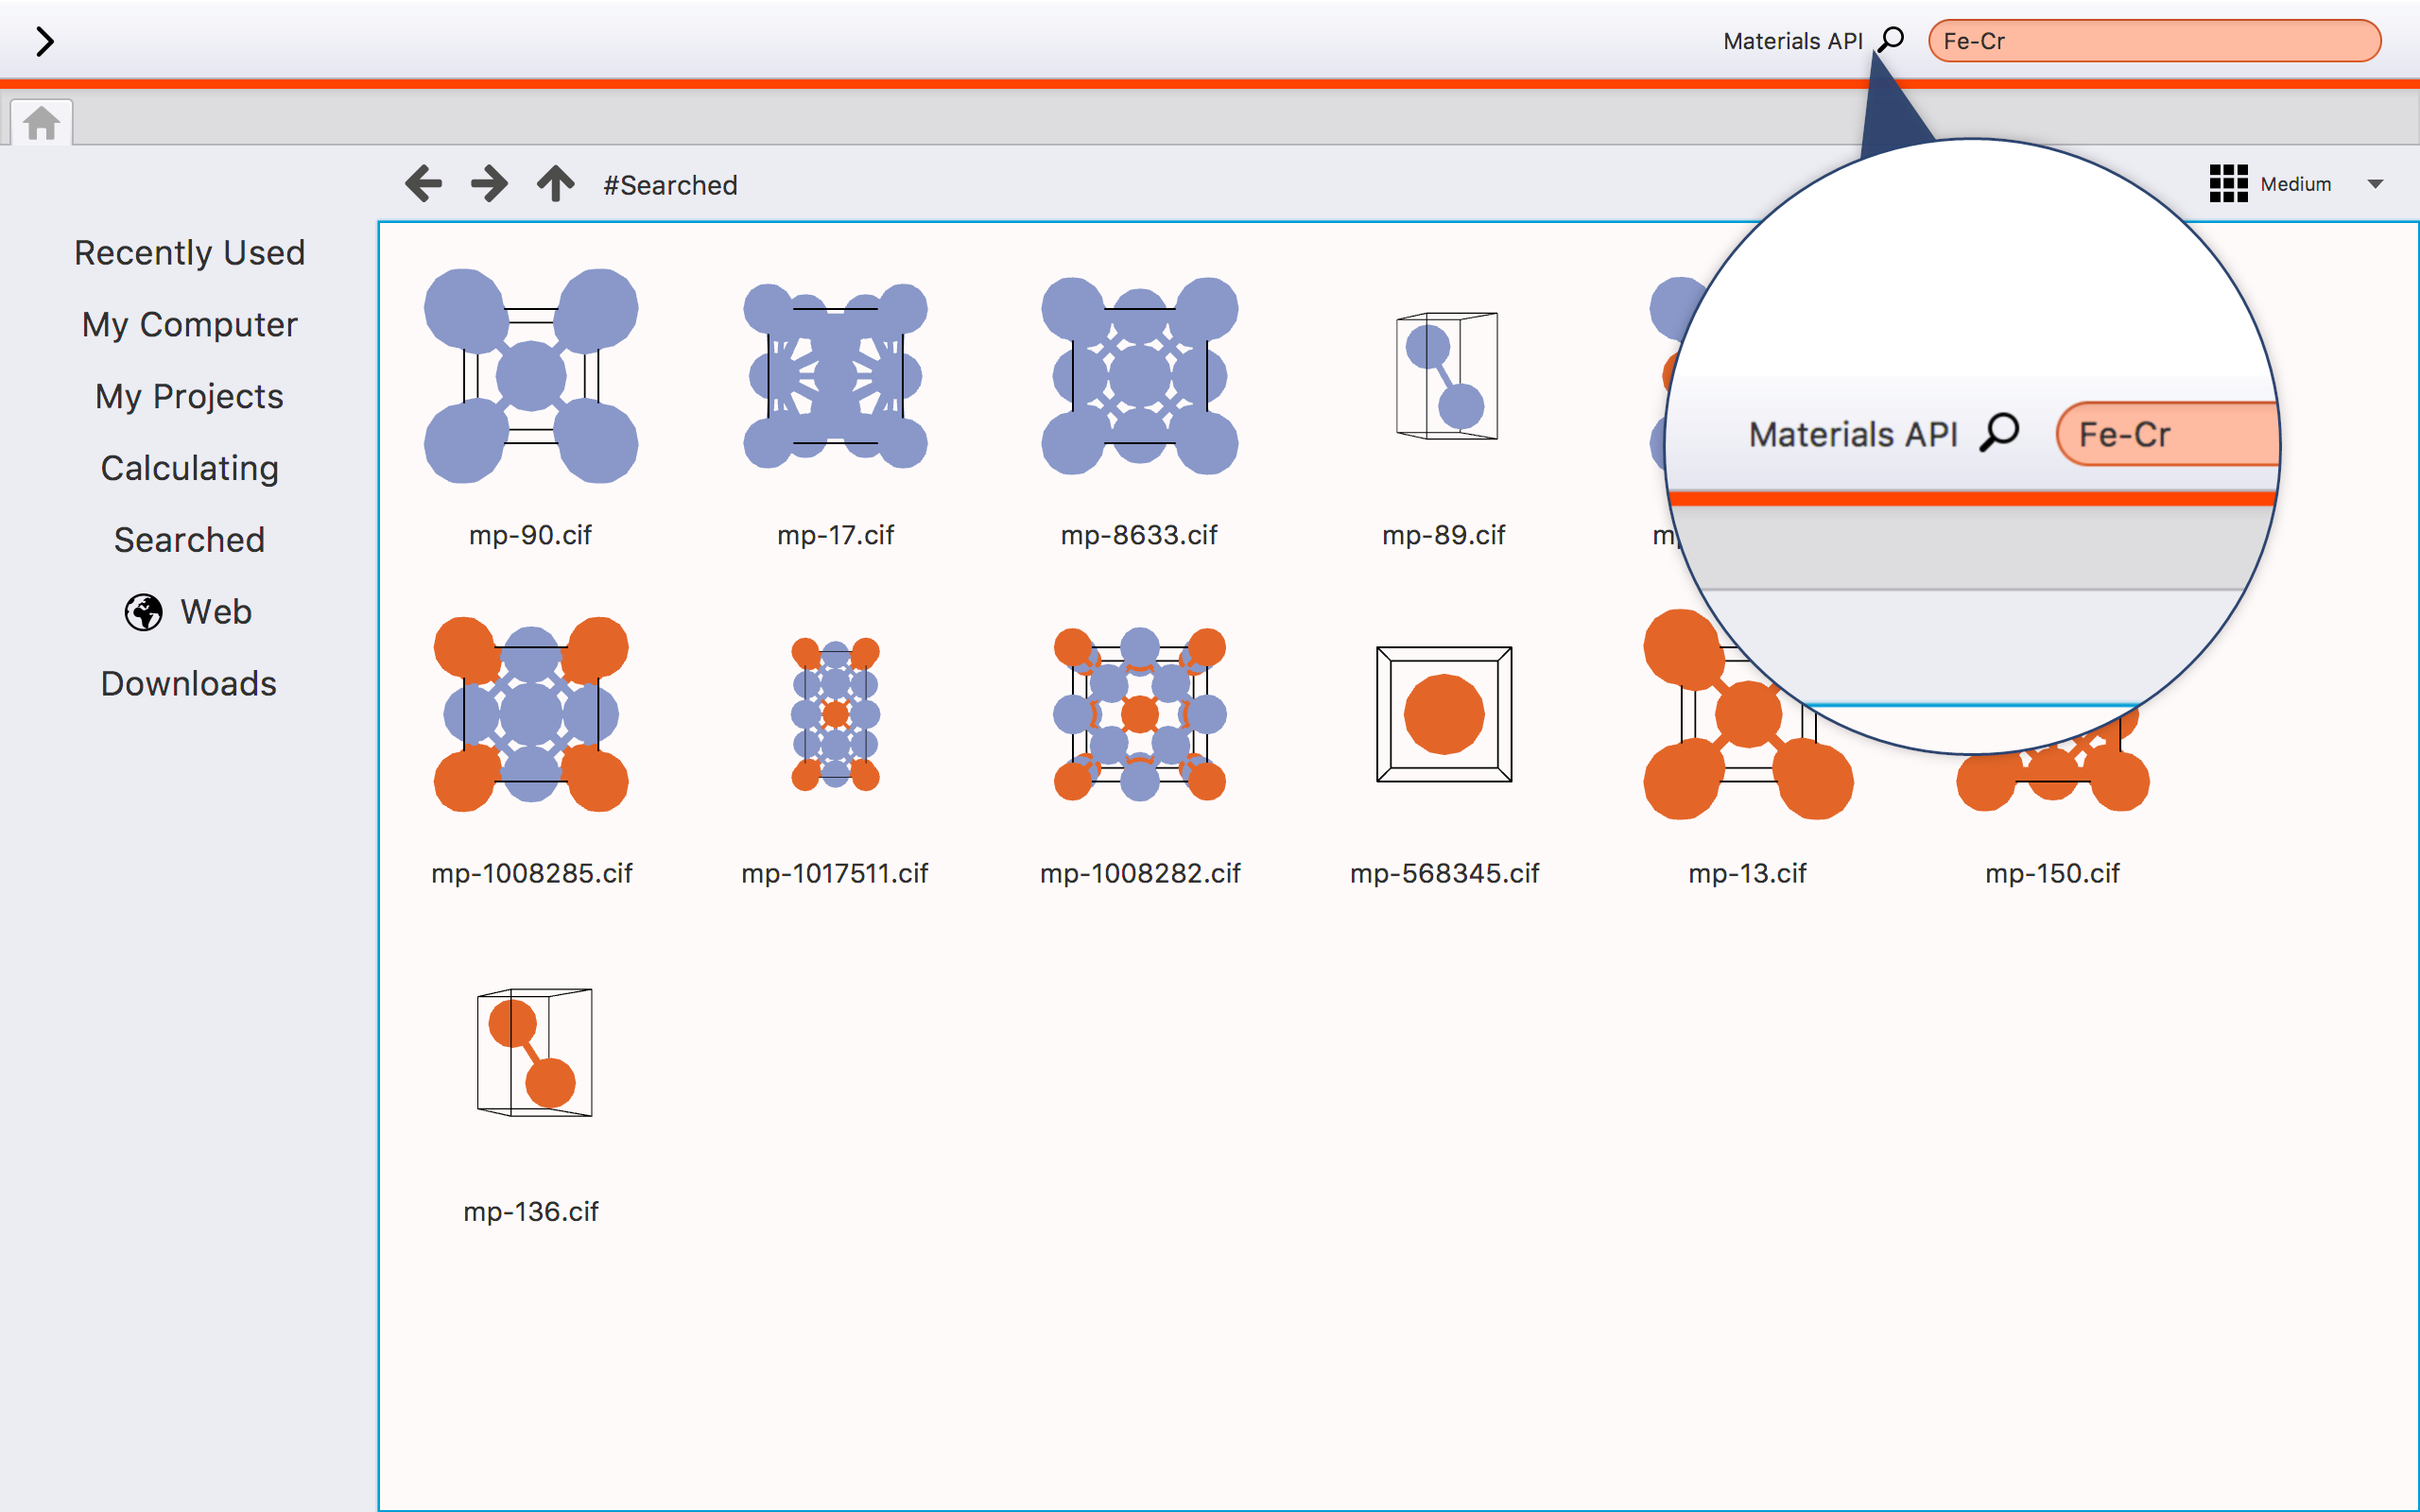 Materials API Fe-Cr
#Searched Medium
Recently Used
My Computer
My Projects
Calculating
Searched
Web
Downloads
Materials API Fe-Cr
mp-90.cif mp-17.cif mp-8633.cif mp-89.cif
mp-1008285.cif mp-1017511.cif mp-1008282.cif mp-568345.cif mp-13.cif mp-150.cif
mp-136.cif